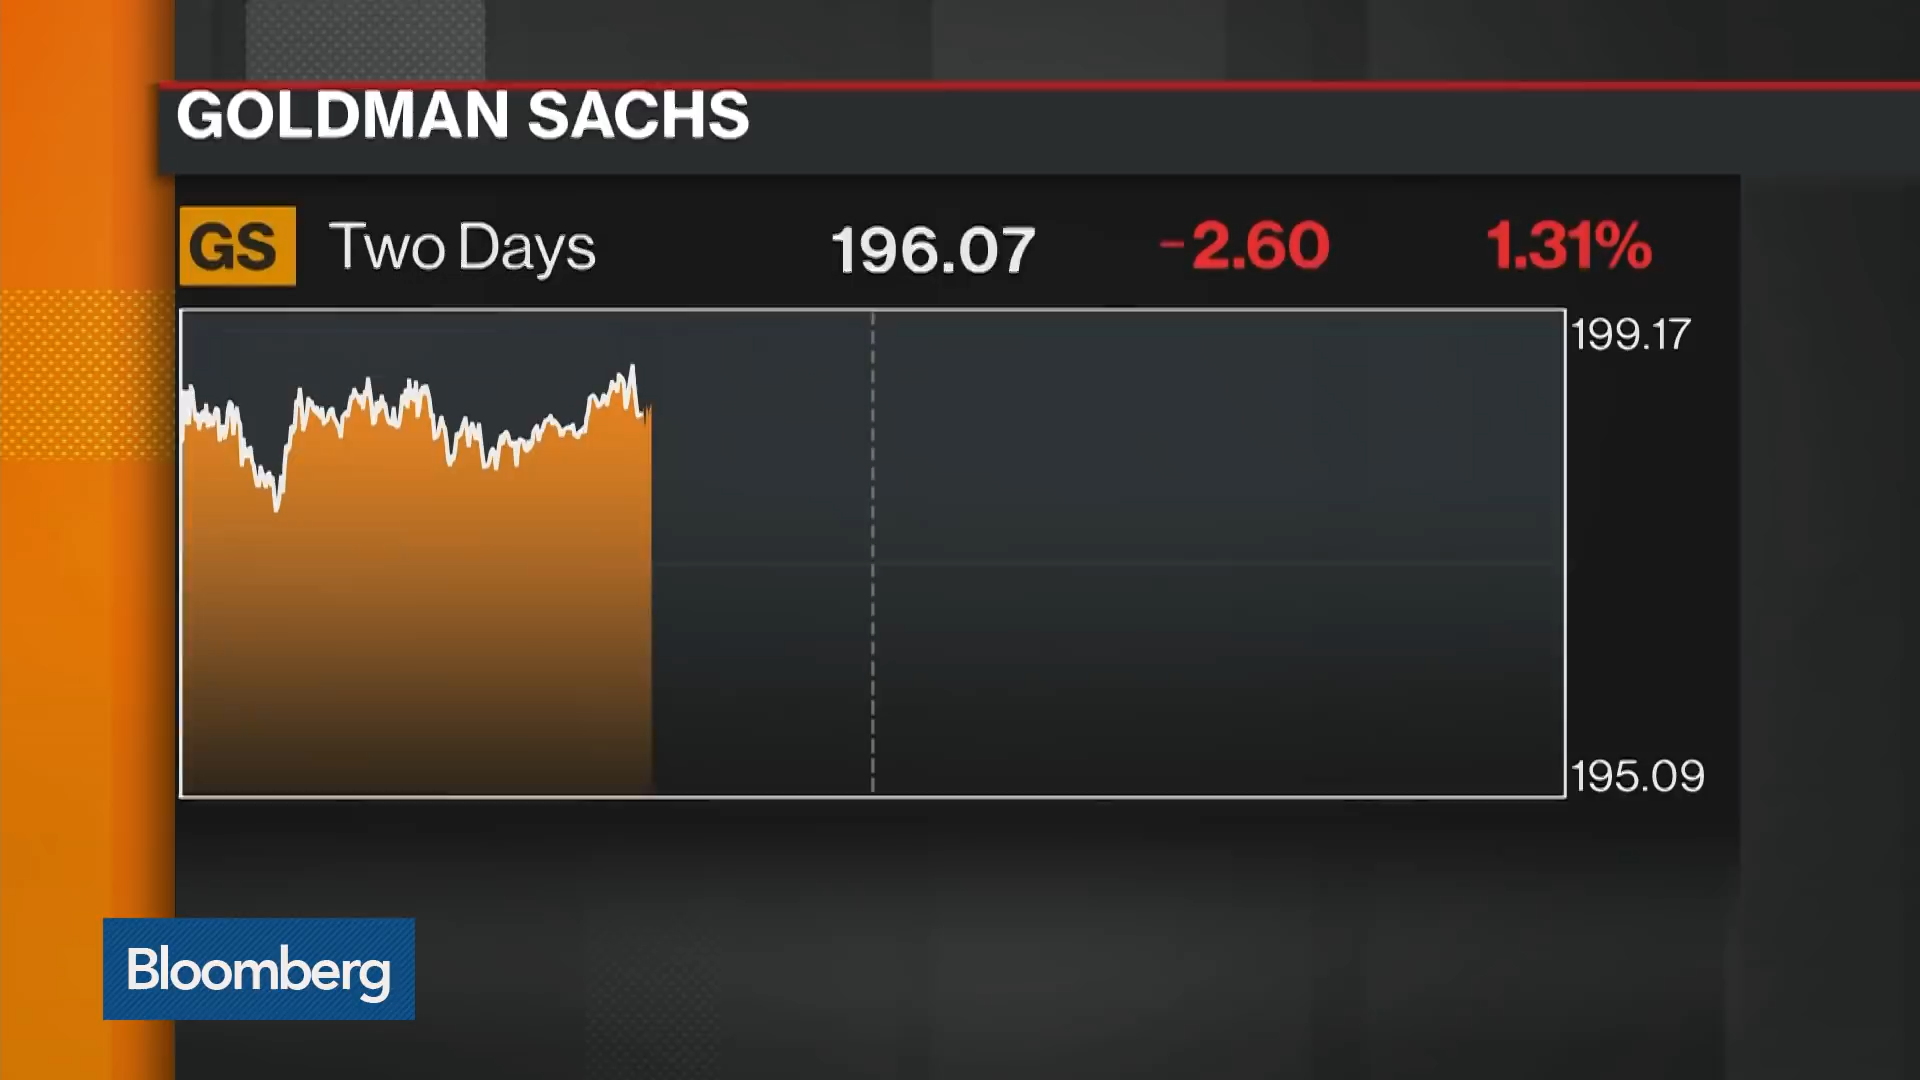 GOLDMAN SACHS
GS Two Days 196.07 -2.60 1.31%
199.17
195.09
Bloomberg